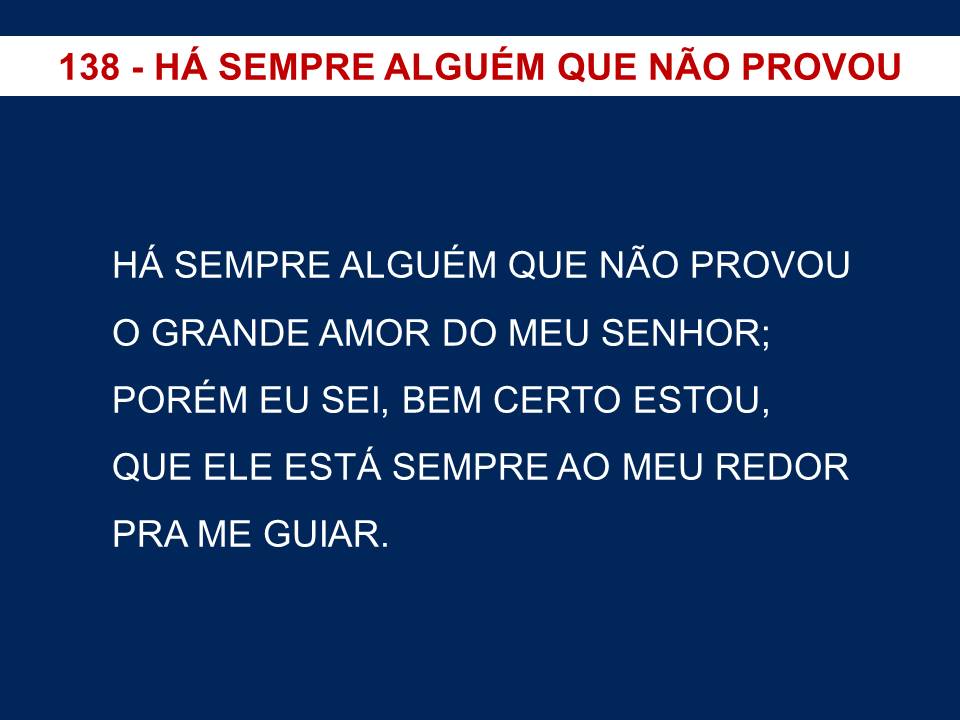 138 - HÁ SEMPRE ALGUÉM QUE NÃO PROVOU
HÁ SEMPRE ALGUÉM QUE NÃO PROVOU
O GRANDE AMOR DO MEU SENHOR;
PORÉM EU SEI, BEM CERTO ESTOU,
QUE ELE ESTÁ SEMPRE AO MEU REDOR
PRA ME GUIAR.